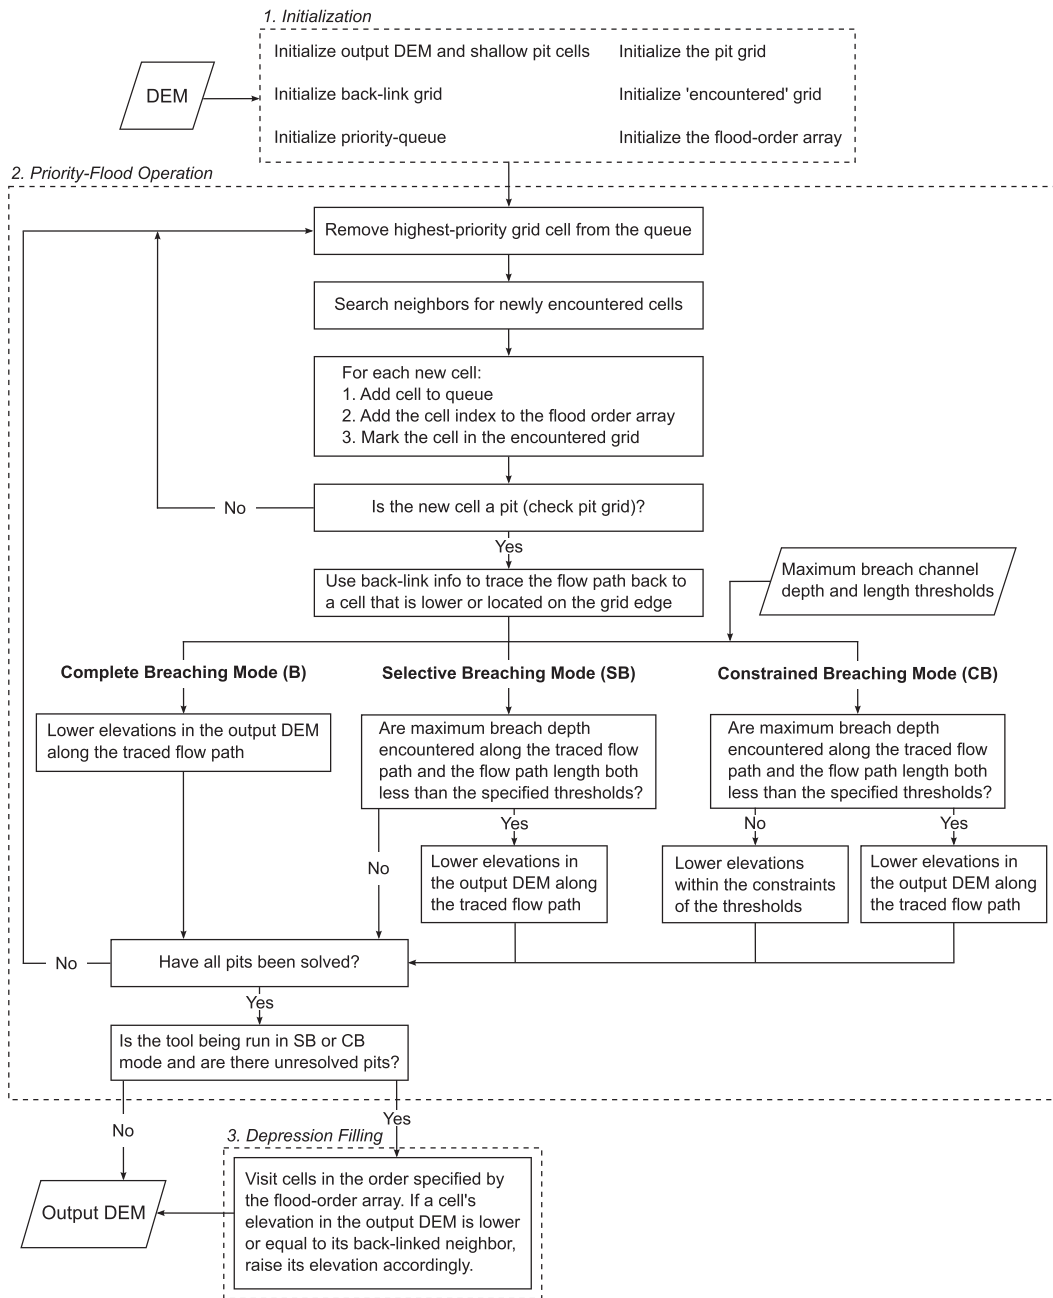 1. Initialization
DEM
Initialize output DEM and shallow pit cells
Initialize the pit grid
Initialize back-link grid
Initialize 'encountered' grid
Initialize priority-queue
Initialize the flood-order array
2. Priority-Flood Operation
Remove highest-priority grid cell from the queue
Search neighbors for newly encountered cells
For each new cell:
1. Add cell to queue
2. Add the cell index to the flood order array
3. Mark the cell in the encountered grid
Is the new cell a pit (check pit grid)?
No
Yes
Use back-link info to trace the flow path back to
a cell that is lower or located on the grid edge
Maximum breach channel
depth and length thresholds
Complete Breaching Mode (B)
Lower elevations in the output DEM
along the traced flow path
Selective Breaching Mode (SB)
Are maximum breach depth
encountered along the traced flow
path and the flow path length both
less than the specified thresholds?
No
Yes
Lower elevations in
the output DEM along
the traced flow path
Constrained Breaching Mode (CB)
Are maximum breach depth
encountered along the traced flow
path and the flow path length both
less than the specified thresholds?
No
Yes
Lower elevations
within the constraints
of the thresholds
Lower elevations in
the output DEM along
the traced flow path
Have all pits been solved?
No
Yes
Is the tool being run in SB or CB
mode and are there unresolved pits?
No
Yes
3. Depression Filling
Visit cells in the order specified by
the flood-order array. If a cell's
elevation in the output DEM is lower
or equal to its back-linked neighbor,
raise its elevation accordingly.
Output DEM